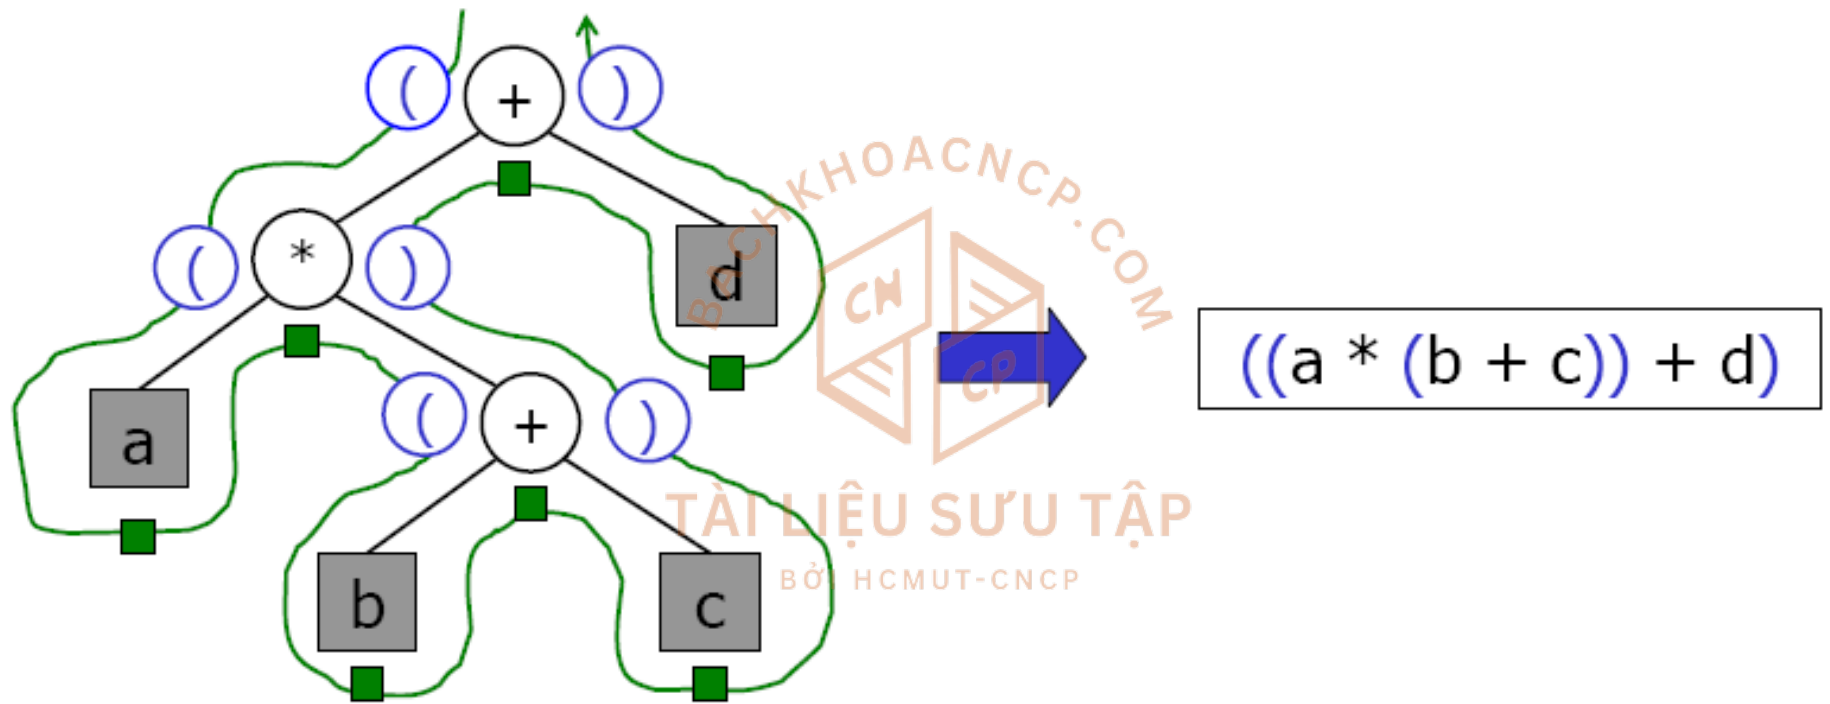 ( + )
( * ) d
a ( + )
b c
((a * (b + c)) + d)
BACHKHOACNCP.COM
CN
CP
TÀI LIỆU SƯU TẬP
BỞI HCMUT-CNCP